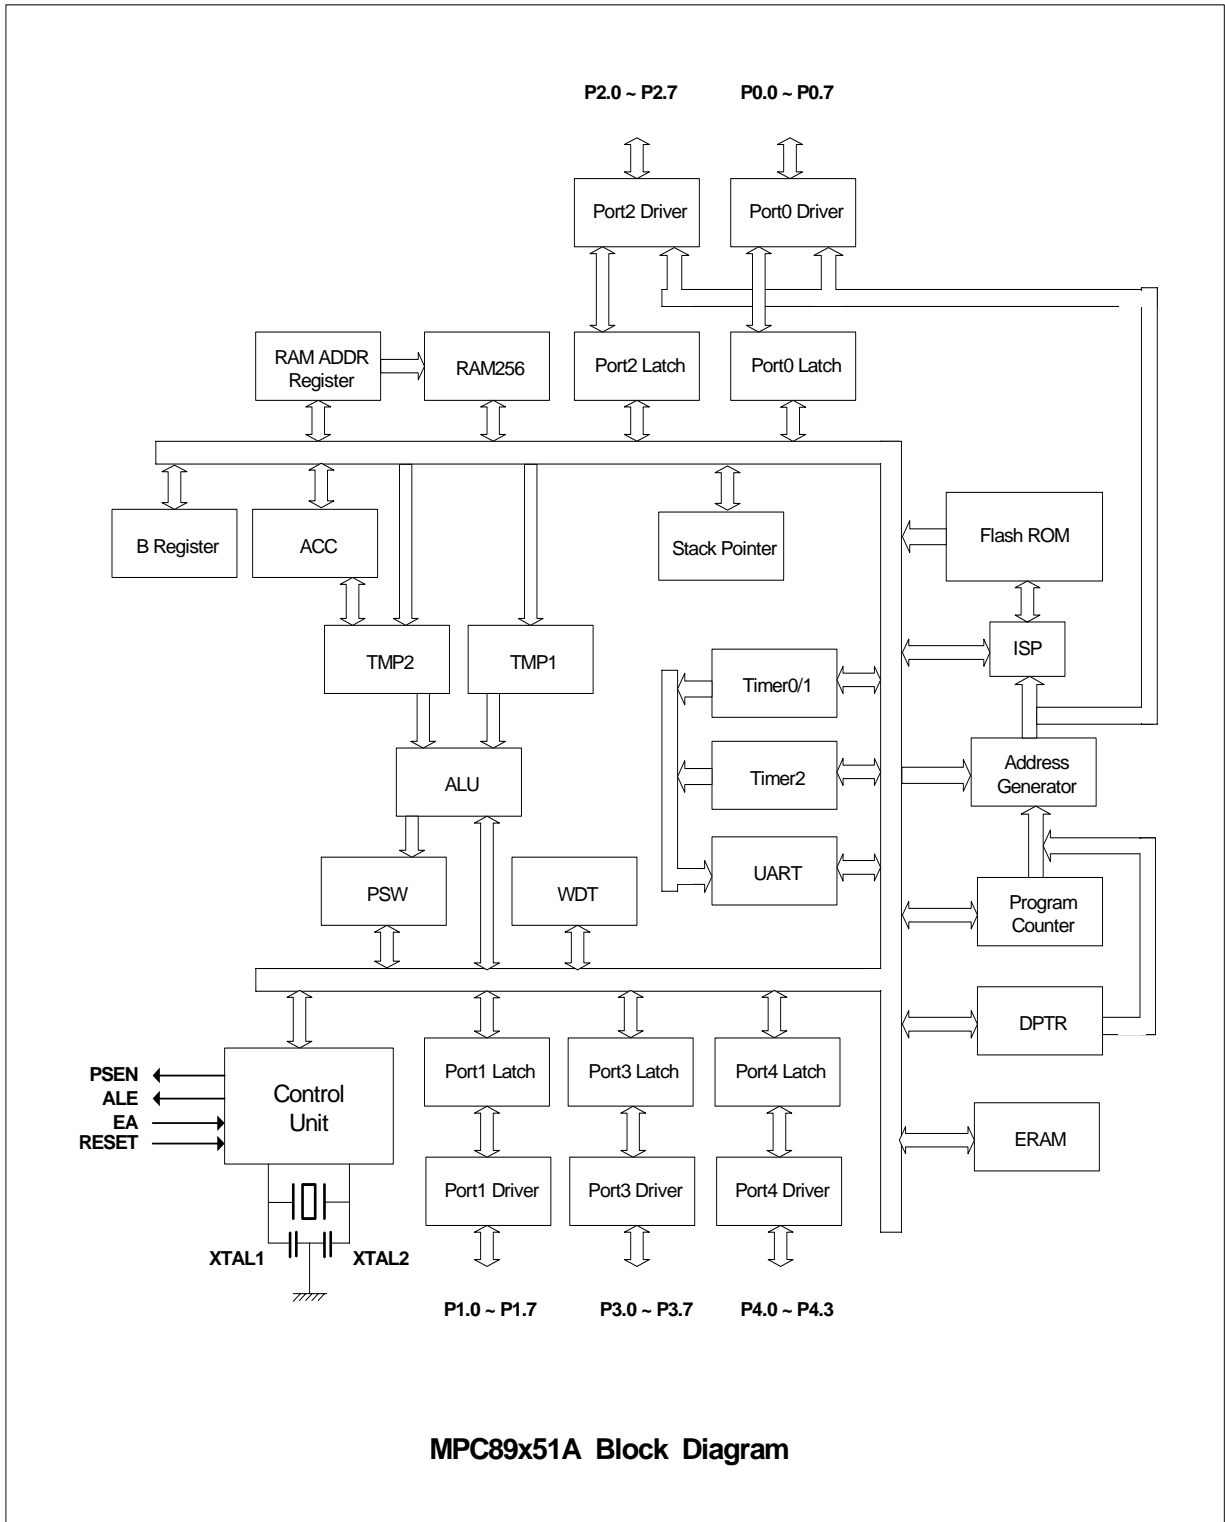 P2.0 ~ P2.7
P0.0 ~ P0.7
Port2 Driver
Port0 Driver
RAM ADDR
Register
RAM256
Port2 Latch
Port0 Latch
B Register
ACC
Stack Pointer
Flash ROM
TMP2
TMP1
ISP
Timer0/1
ALU
Timer2
Address
Generator
PSW
WDT
UART
Program
Counter
DPTR
Control
Unit
PSEN
ALE
EA
RESET
Port1 Latch
Port3 Latch
Port4 Latch
ERAM
Port1 Driver
Port3 Driver
Port4 Driver
XTAL1
XTAL2
P1.0 ~ P1.7
P3.0 ~ P3.7
P4.0 ~ P4.3
MPC89x51A Block Diagram